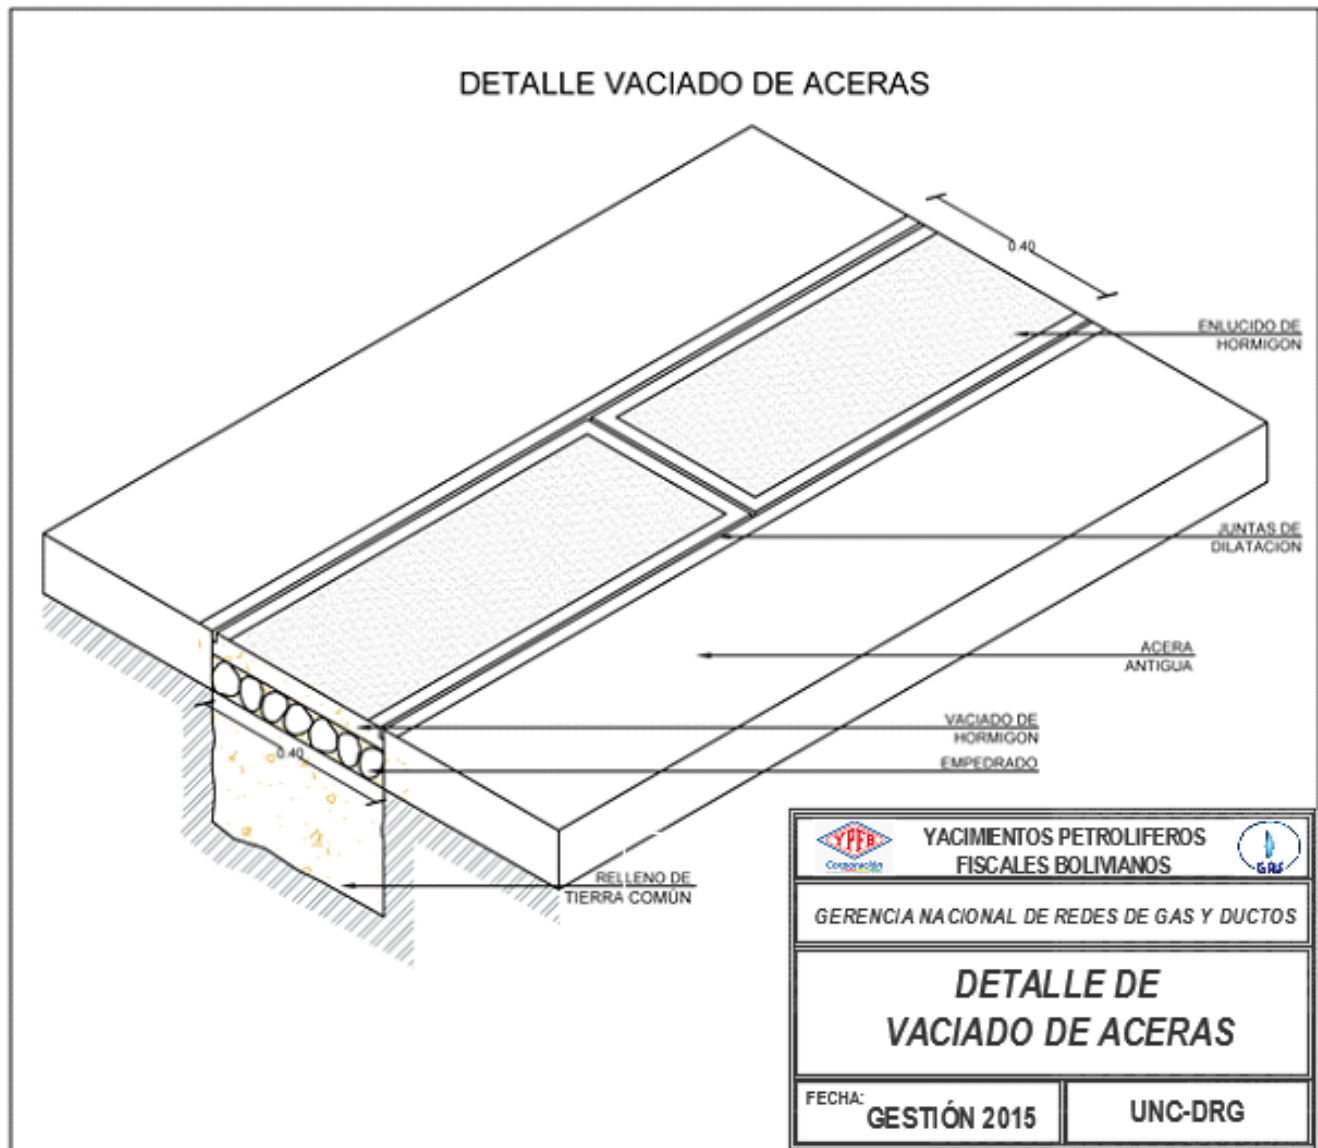 DETALLE VACIADO DE ACERAS
0.40
ENLUCIDO DE
HORMIGON
JUNTAS DE
DILATACION
ACERA
ANTIGUA
VACIADO DE
HORMIGON
0.40
EMPEDRADO
RELLENO DE
TIERRA COMÚN
YPFB
Corporación
YACIMIENTOS PETROLIFEROS
FISCALES BOLIVIANOS
GAS
GERENCIA NACIONAL DE REDES DE GAS Y DUCTOS
DETALLE DE
VACIADO DE ACERAS
FECHA:
GESTIÓN 2015
UNC-DRG